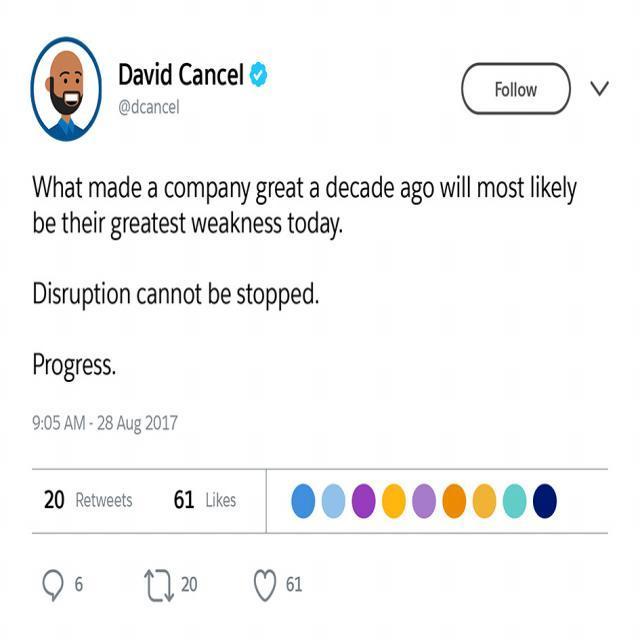 David Cancel
@dcancel
Follow
What made a company great a decade ago will most likely
be their greatest weakness today.
Disruption cannot be stopped.
Progress.
9:05 AM - 28 Aug 2017
20 Retweets 61 Likes
6 20 61